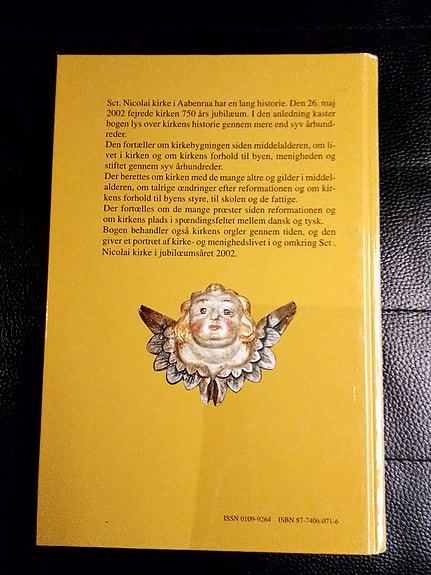 Sct. Nicolai kirke i Aabenraa har en lang historie. Den 26. maj
2002 fejrede kirken 750 års jubilæum. I den anledning kaster
bogen lys over kirkens historie gennem mere end syv århund-
reder.
Den fortæller om kirkebygningen siden middelalderen, om li-
vet i kirken og om kirkens forhold til byen, menigheden og
stiftet gennem syv århundreder.
Der berettes om kirken med de mange altre og gilder i middel-
alderen, om talrige œndringer efter reformationen og om kir-
kens forhold til byens styre, til skolen og de fattige.
Der fortœlles om de mange prœster siden reformationen og
om kirkens plads i spœndingsfeltet mellem dansk og tysk.
Bogen behandler også kirkens orgler gennem tiden, og den
giver et portrœt af kirke- og menighedslivet i og omkring Sct .
Nicolai kirke i jubilœumsåret 2002.
ISSN 0109-9264 ISBN 87-7406-071-6